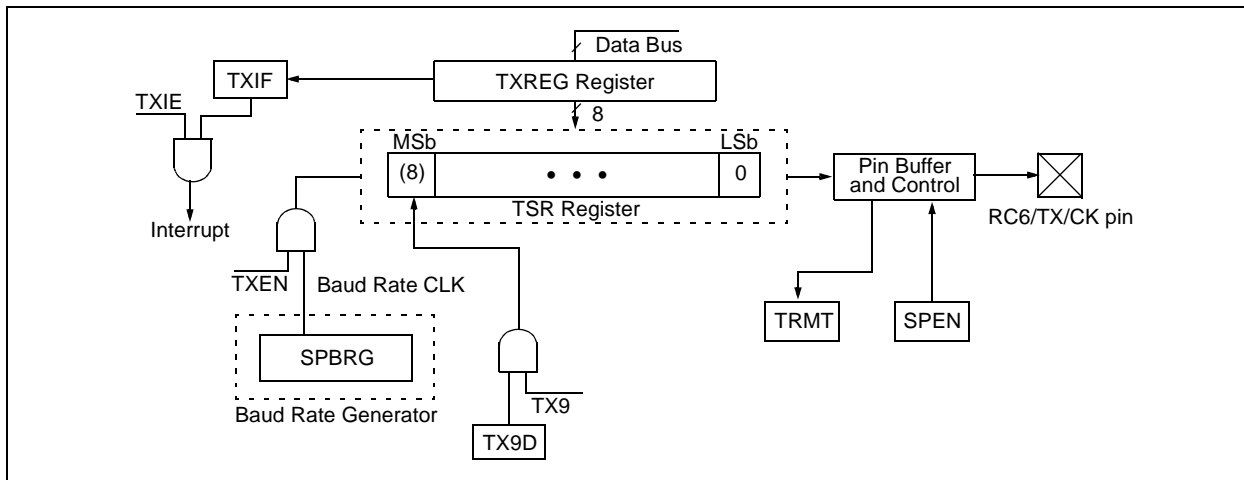 Data Bus
TXIF
TXREG Register
TXIE
8
MSb
LSb
(8)
• • •
0
Pin Buffer
and Control
TSR Register
Interrupt
RC6/TX/CK pin
TXEN
Baud Rate CLK
TRMT
SPEN
SPBRG
TX9
Baud Rate Generator
TX9D